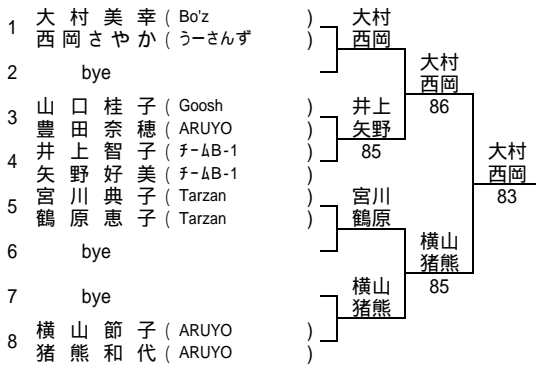 1 大村美幸 ( Bo'z ) 大村
西岡さやか ( うーさんず ) 西岡
2 bye 大村
西岡
3 山口桂子 ( Goosh ) 井上 86
豊田奈穂 ( ARUYO ) 矢野
4 井上智子 ( チームB-1 ) 85 大村
矢野好美 ( チームB-1 ) 西岡
5 宮川典子 ( Tarzan ) 宮川 83
鶴原恵子 ( Tarzan ) 鶴原
6 bye 横山
猪熊
7 bye 横山 85
猪熊
8 横山節子 ( ARUYO )
猪熊和代 ( ARUYO )